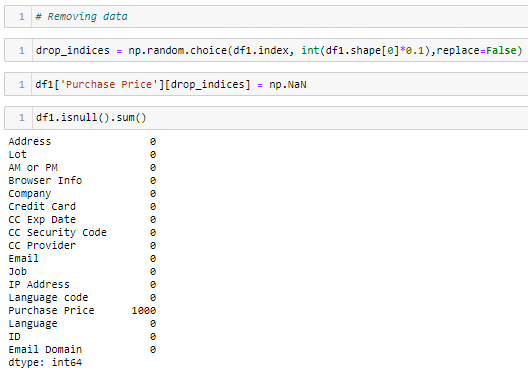 1 # Removing data
1 drop_indices = np.random.choice(df1.index, int(df1.shape[0]*0.1),replace=False)
1 df1['Purchase Price'][drop_indices] = np.NaN
1 df1.isnull().sum()
Address 0
Lot 0
AM or PM 0
Browser Info 0
Company 0
Credit Card 0
CC Exp Date 0
CC Security Code 0
CC Provider 0
Email 0
Job 0
IP Address 0
Language code 0
Purchase Price 1000
Language 0
ID 0
Email Domain 0
dtype: int64